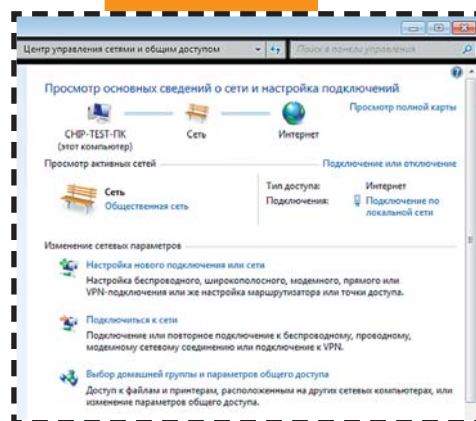 Центр управления сетями и общим доступом
Поиск в панели управления
Просмотр основных сведений о сети и настройка подключений
Просмотр полной карты
CHIP-TEST-ПК
(этот компьютер)
Сеть
Интернет
Просмотр активных сетей
Подключение или отключение
Сеть
Общественная сеть
Тип доступа:
Интернет
Подключения:
Подключение по
локальной сети
Изменение сетевых параметров
Настройка нового подключения или сети
Настройка беспроводного, широкополосного, модемного, прямого или
VPN-подключения или же настройка маршрутизатора или точки доступа.
Подключиться к сети
Подключение или повторное подключение к беспроводному, проводному,
модемному сетевому соединению или подключение к VPN.
Выбор домашней группы и параметров общего доступа
Доступ к файлам и принтерам, расположенным на других сетевых компьютерах, или
изменение параметров общего доступа.